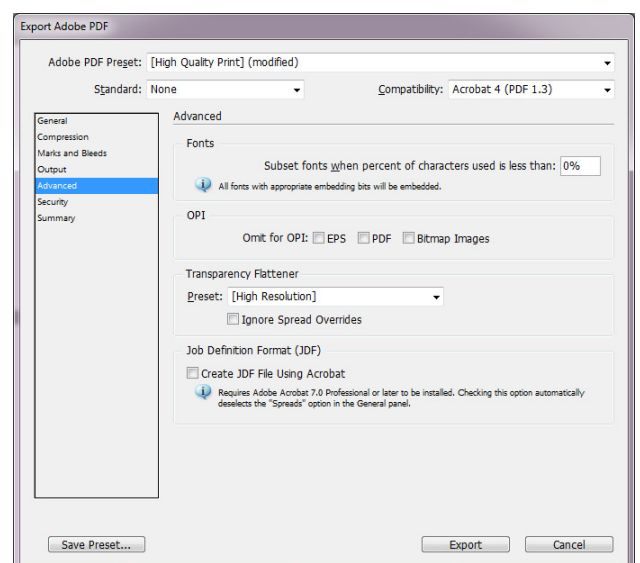 Export Adobe PDF
Adobe PDF Preset: [High Quality Print] (modified)
Standard: None Compatibility: Acrobat 4 (PDF 1.3)
General
Compression
Marks and Bleeds
Output
Advanced
Security
Summary
Advanced
Fonts
Subset fonts when percent of characters used is less than: 0%
All fonts with appropriate embedding bits will be embedded.
OPI
Omit for OPI: EPS PDF Bitmap Images
Transparency Flattener
Preset: [High Resolution]
Ignore Spread Overrides
Job Definition Format (JDF)
Create JDF File Using Acrobat
Requires Adobe Acrobat 7.0 Professional or later to be installed. Checking this option automatically
deselects the "Spreads" option in the General panel.
Save Preset... Export Cancel